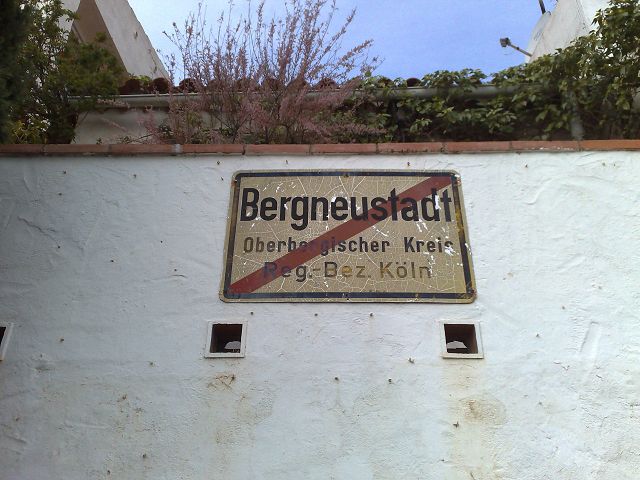 Bergneustadt
Oberbergischer Kreis
Reg.-Bez. Köln